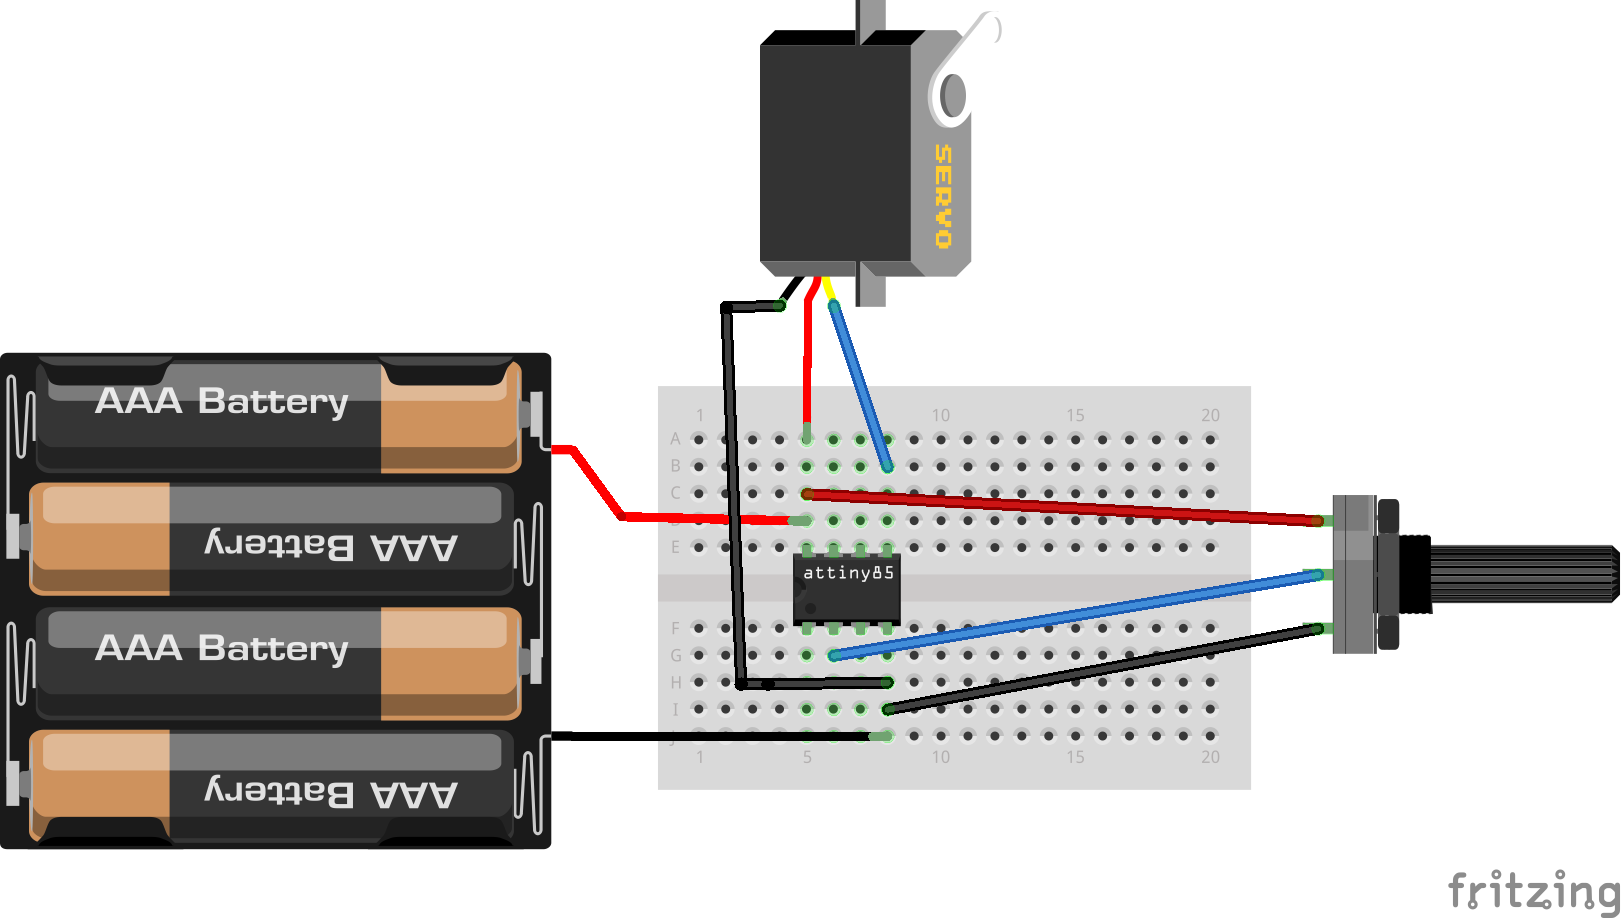 SERVO
AAA Battery
AAA Battery
AAA Battery
AAA Battery
1 10 15 20
A
B
C
E
attiny85
F
G
H
I
J
1 5 10 15 20
fritzing